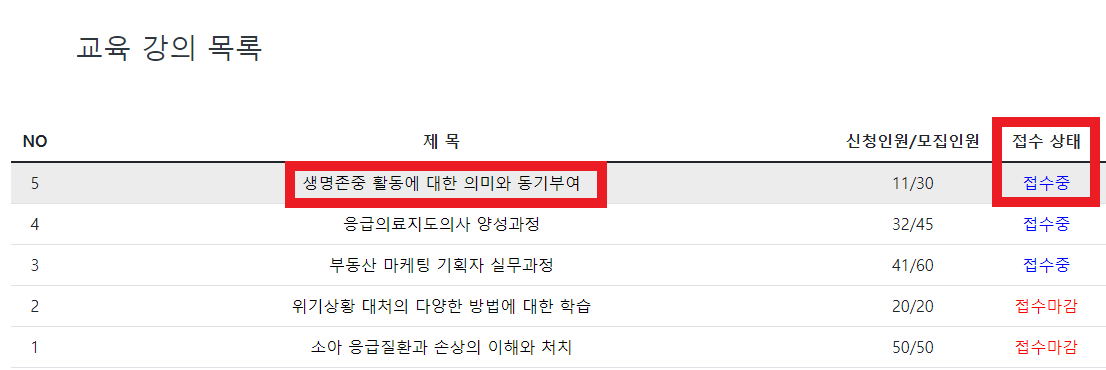 교육 강의 목록
NO 제 목 신청인원/모집인원 접수 상태
5 생명존중 활동에 대한 의미와 동기부여 11/30 접수중
4 응급의료지도의사 양성과정 32/45 접수중
3 부동산 마케팅 기획자 실무과정 41/60 접수중
2 위기상황 대처의 다양한 방법에 대한 학습 20/20 접수마감
1 소아 응급질환과 손상의 이해와 처치 50/50 접수마감